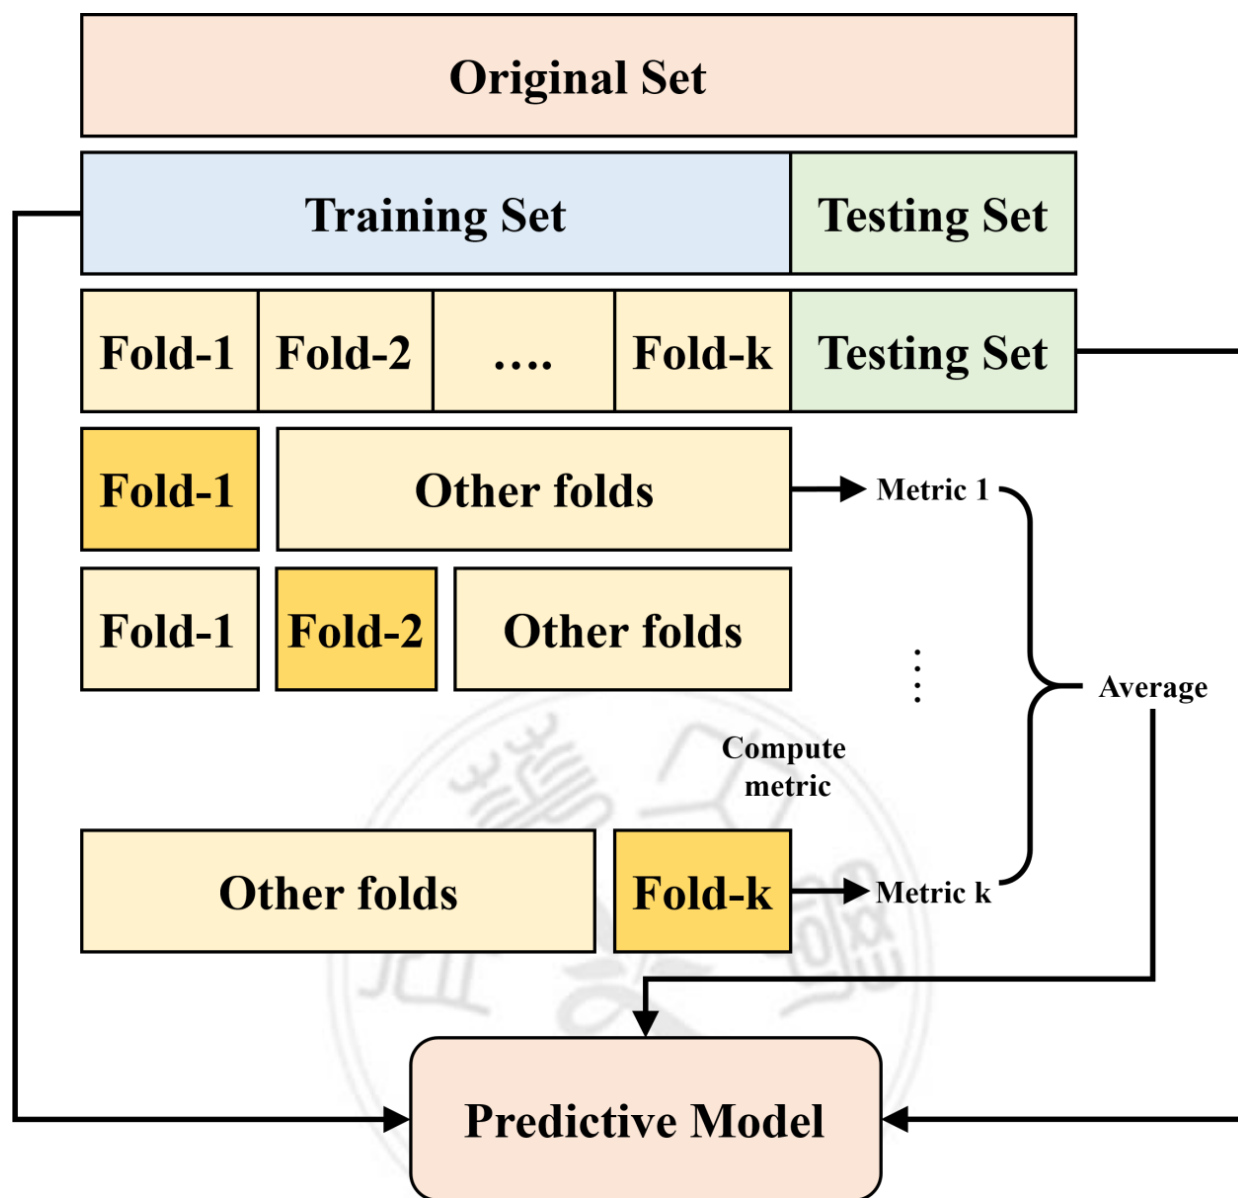 Original Set
Training Set
Testing Set
Fold-1
Fold-2
....
Fold-k
Testing Set
Fold-1
Other folds
Metric 1
Fold-1
Fold-2
Other folds
....
Average
Compute
metric
Other folds
Fold-k
Metric k
Predictive Model